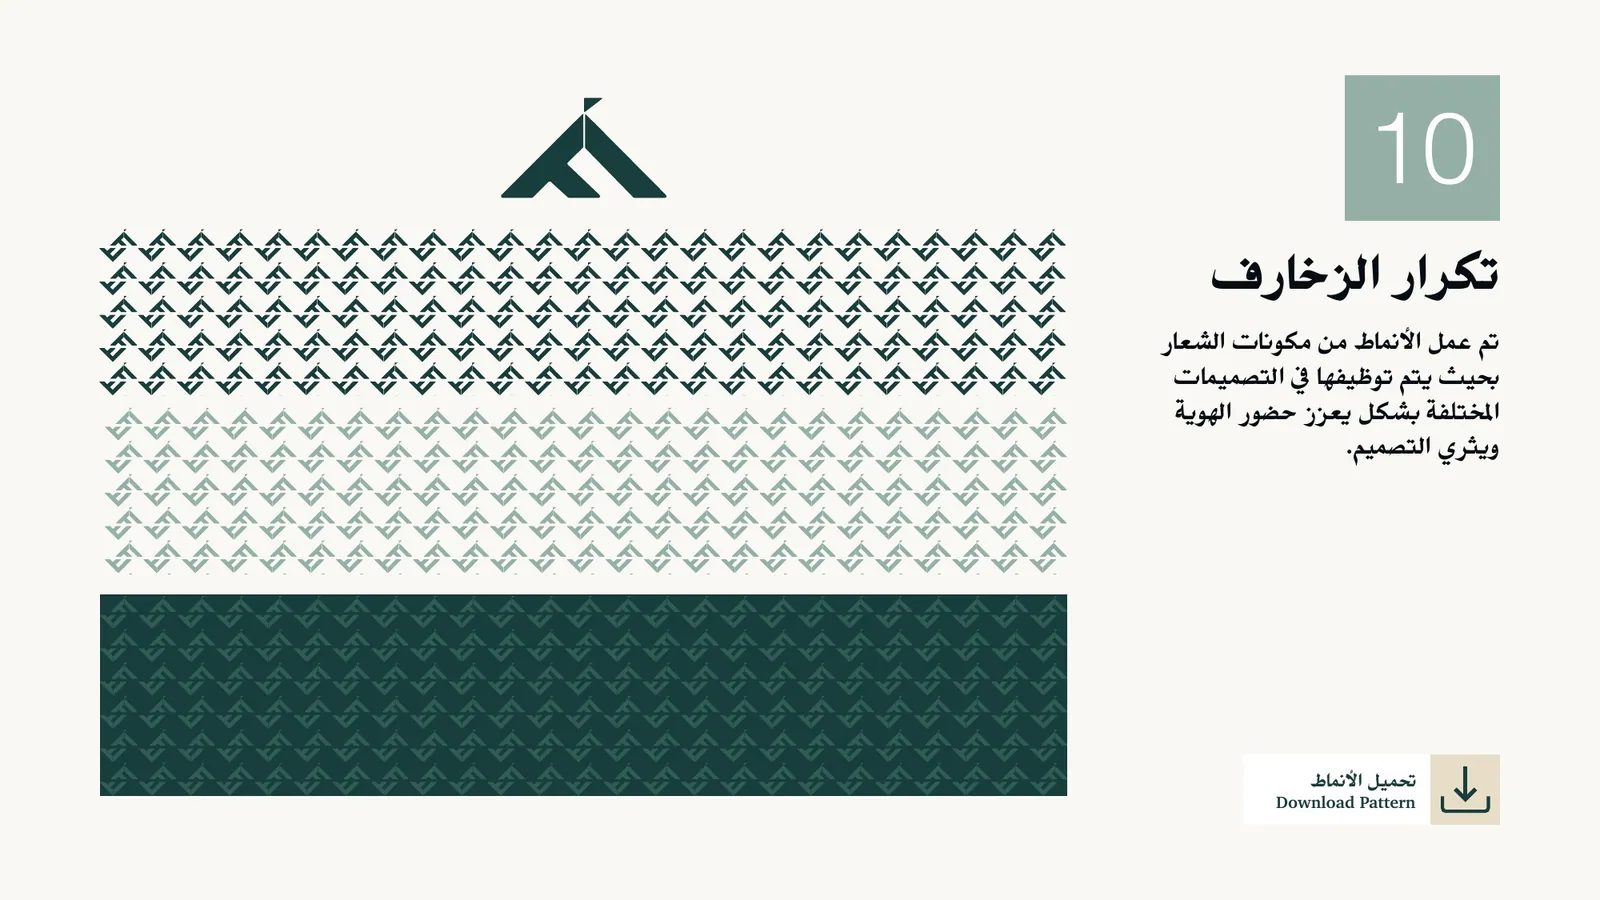 10
تكرار الزخارف
تم عمل الأنماط من مكونات الشعار
بحيث يتم توظيفها في التصميمات
المختلفة بشكل يعزز حضور الهوية
ويثري التصميم.
تحميل الأنماط
Download Pattern